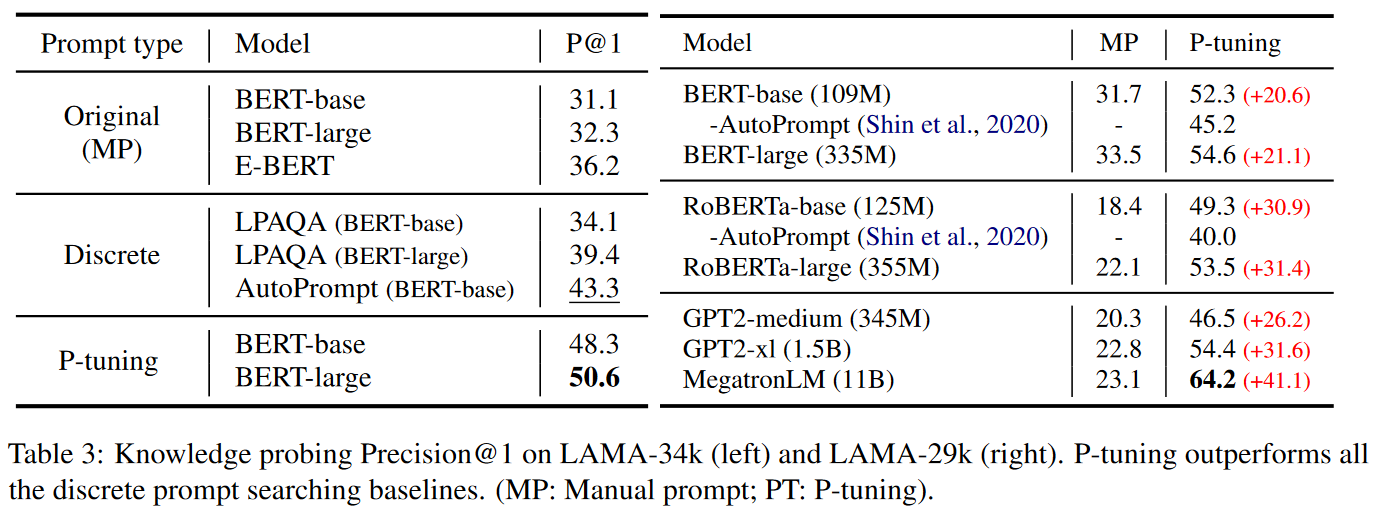 Prompt type Model P@1
Original (MP) BERT-base 31.1
BERT-large 32.3
E-BERT 36.2
Discrete LPAQA (BERT-base) 34.1
LPAQA (BERT-large) 39.4
AutoPrompt (BERT-base) 43.3
P-tuning BERT-base 48.3
BERT-large 50.6
Model MP P-tuning
BERT-base (109M) 31.7 52.3 (+20.6)
-AutoPrompt (Shin et al., 2020) - 45.2
BERT-large (335M) 33.5 54.6 (+21.1)
RoBERTa-base (125M) 18.4 49.3 (+30.9)
-AutoPrompt (Shin et al., 2020) - 40.0
RoBERTa-large (355M) 22.1 53.5 (+31.4)
GPT2-medium (345M) 20.3 46.5 (+26.2)
GPT2-xl (1.5B) 22.8 54.4 (+31.6)
MegatronLM (11B) 23.1 64.2 (+41.1)
Table 3: Knowledge probing Precision@1 on LAMA-34k (left) and LAMA-29k (right). P-tuning outperforms all
the discrete prompt searching baselines. (MP: Manual prompt; PT: P-tuning).